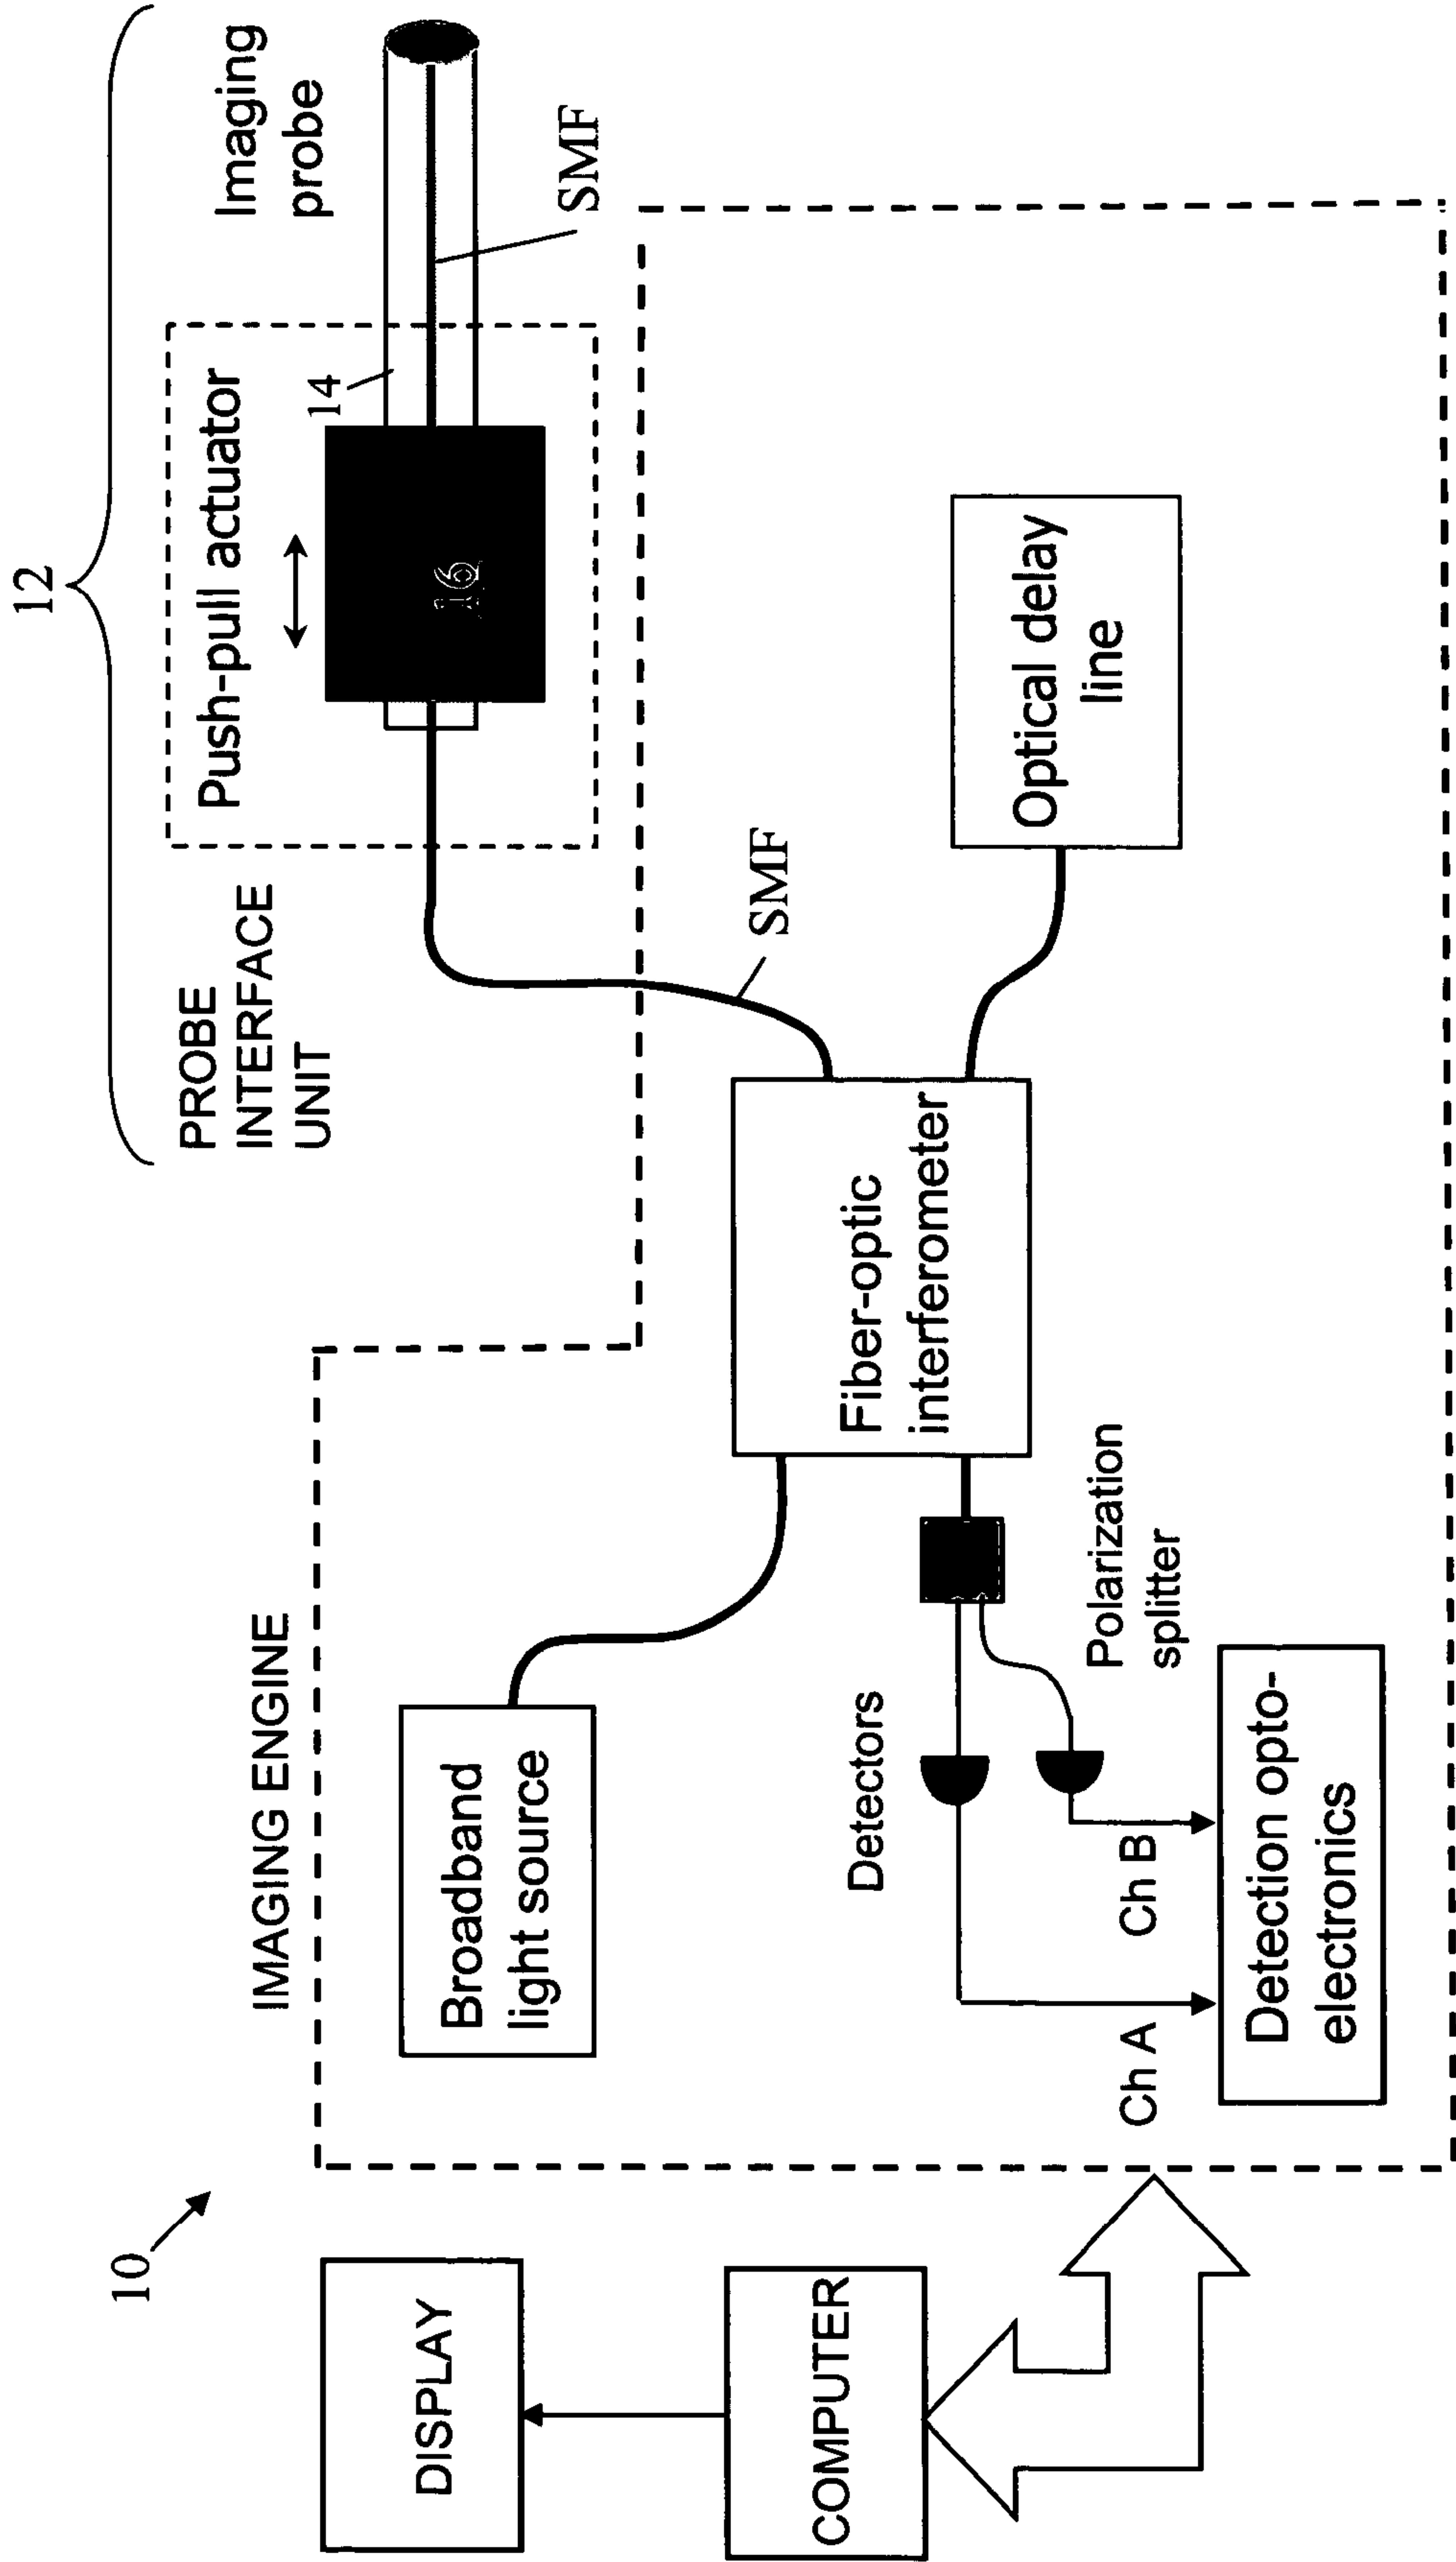 10
12
PROBE
INTERFACE
UNIT
Push-pull actuator
14
16
Imaging
probe
SMF
SMF
IMAGING ENGINE
Broadband
light source
Fiber-optic
interferometer
Optical delay
line
Detectors
Polarization
splitter
Ch A
Ch B
Detection opto-
electronics
DISPLAY
COMPUTER